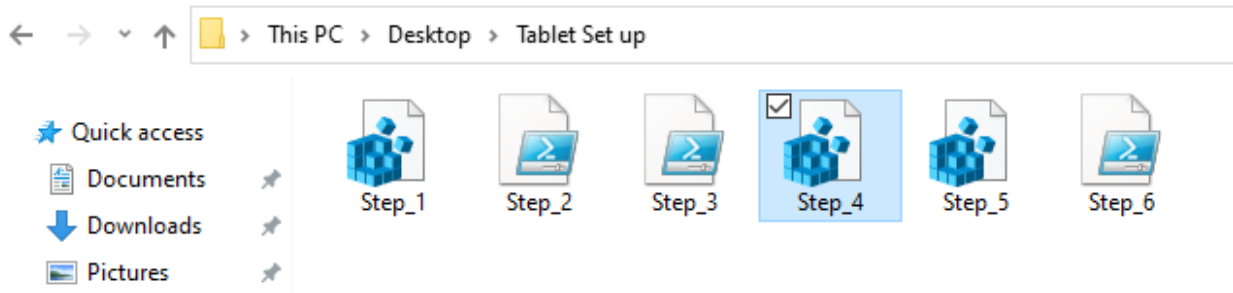 This PC > Desktop > Tablet Set up
Quick access
Documents
Downloads
Pictures
Step_1
Step_2
Step_3
Step_4
Step_5
Step_6